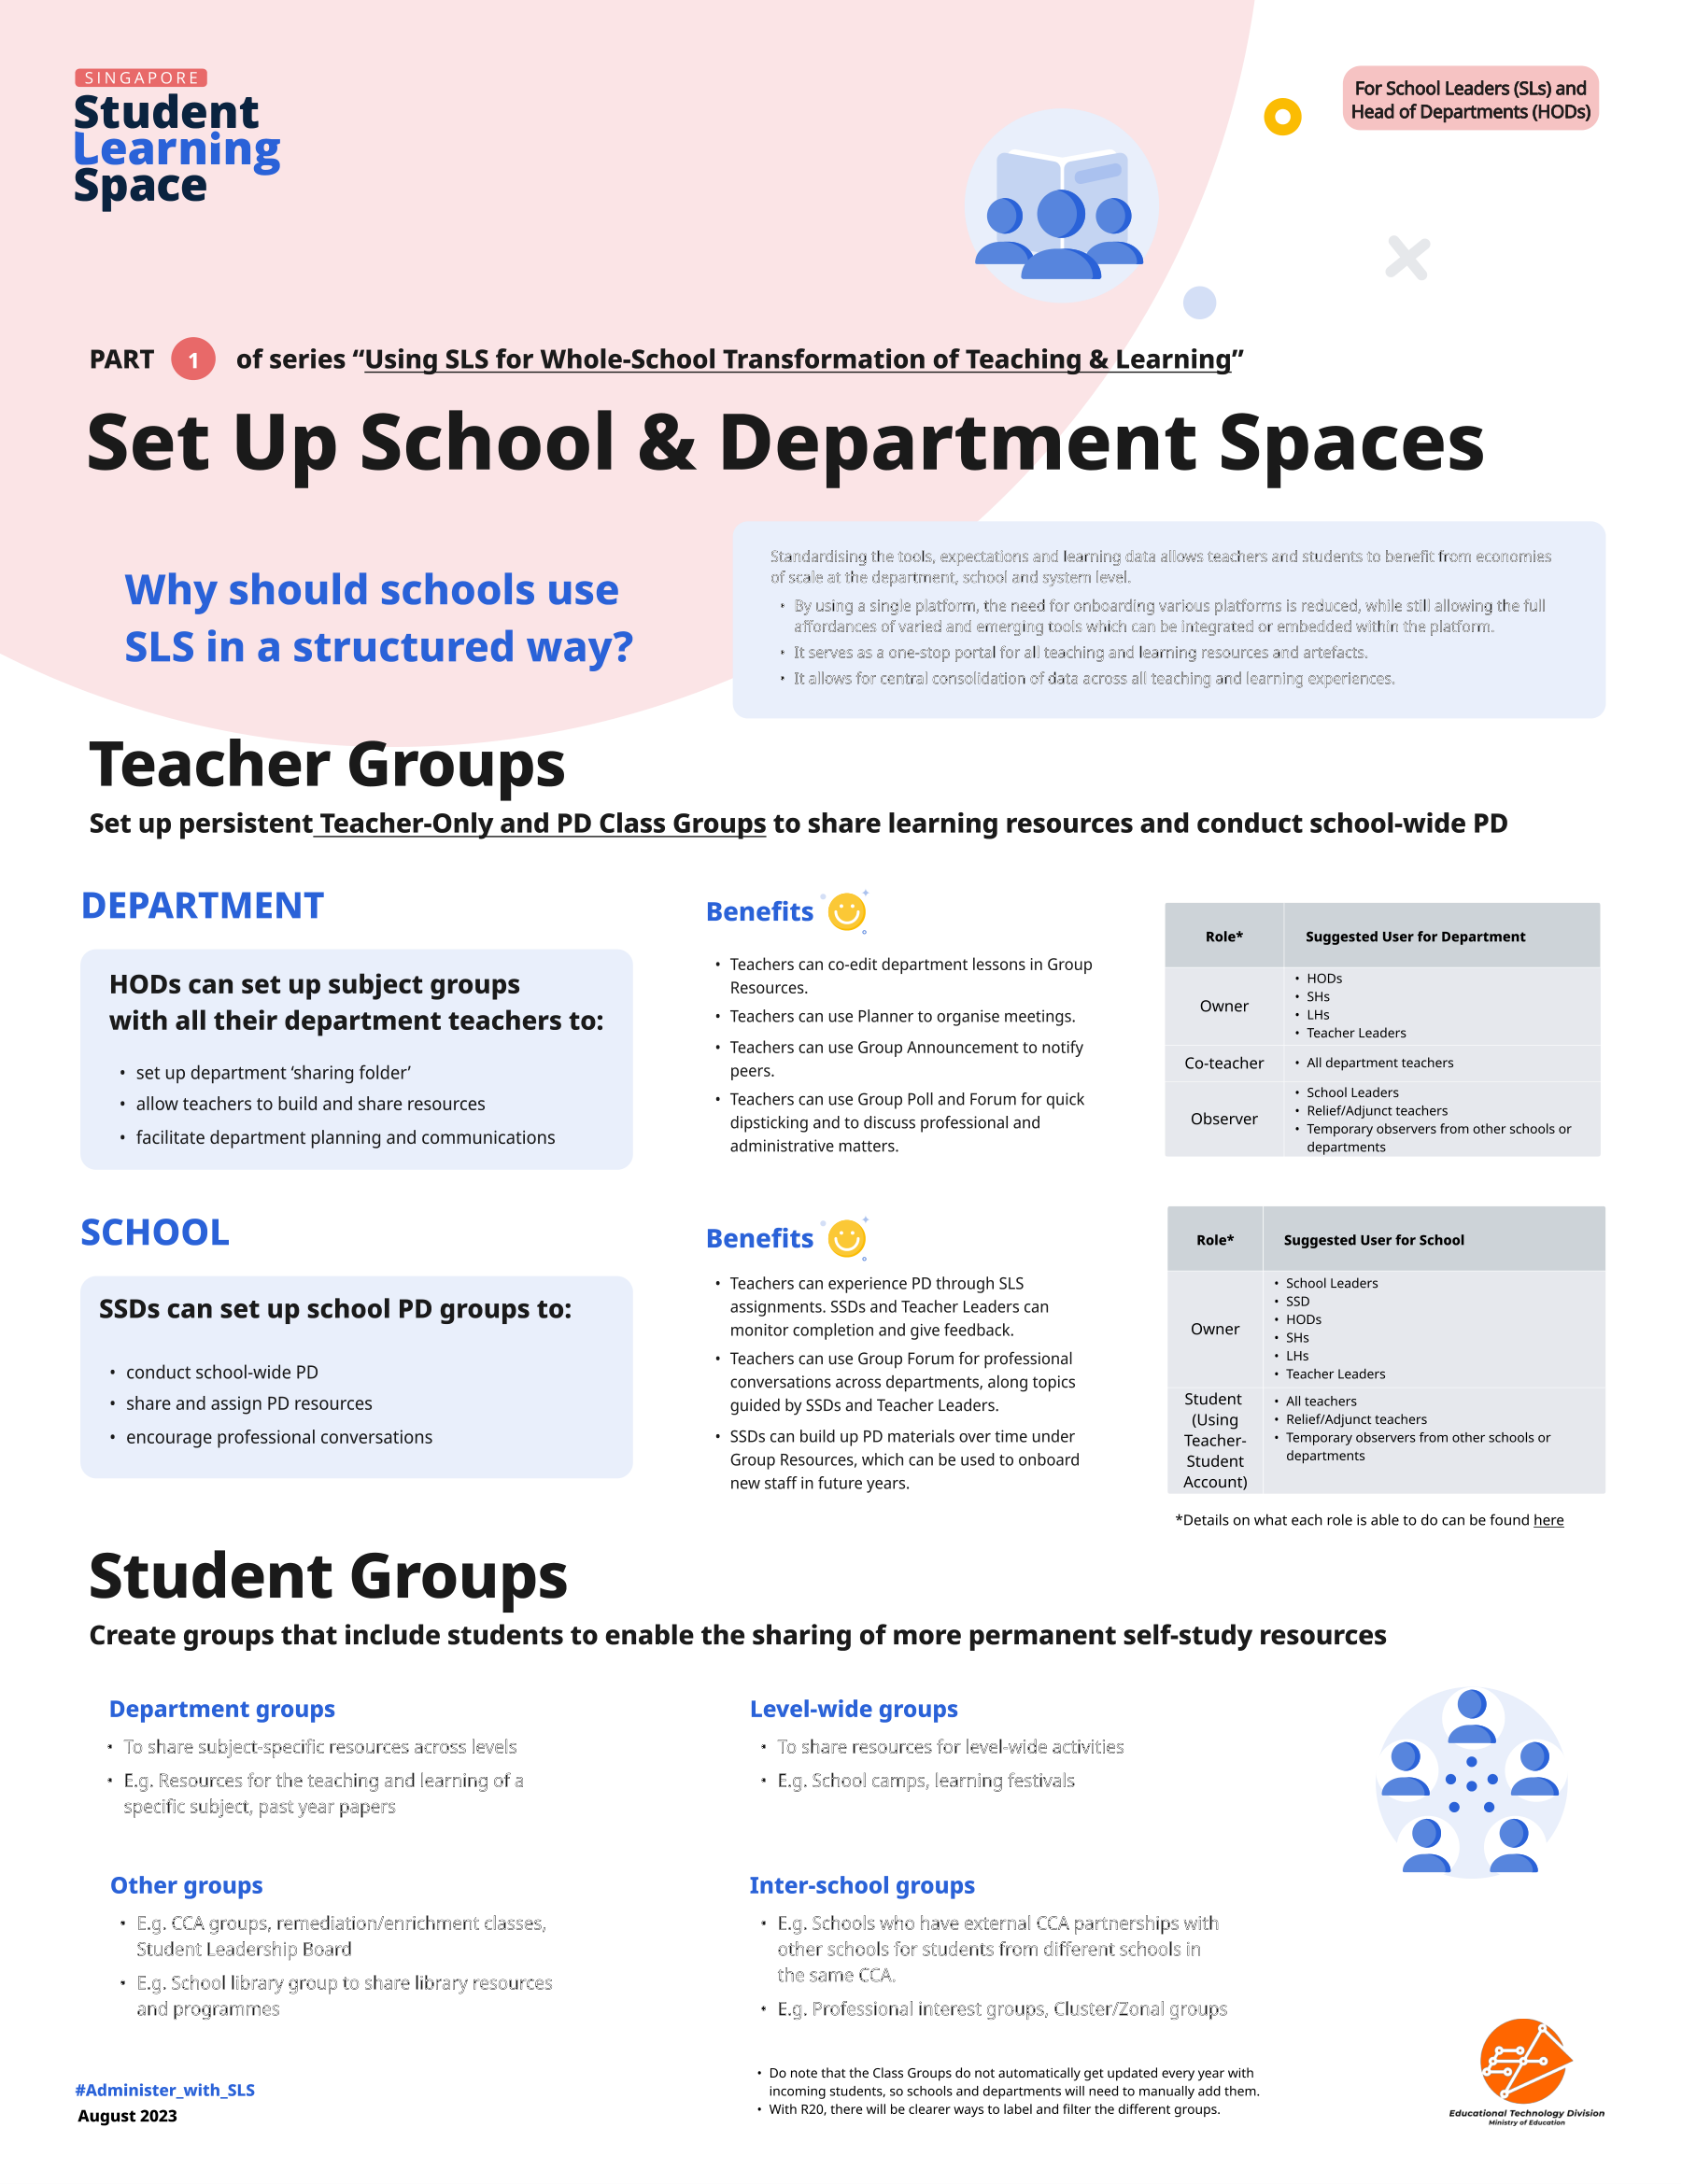 SINGAPORE
Student
Learning
Space
For School Leaders (SLs) and
Head of Departments (HODs)
PART 1 of series “Using SLS for Whole-School Transformation of Teaching & Learning”
Set Up School & Department Spaces
Why should schools use
SLS in a structured way?
Standardising the tools, expectations and learning data allows teachers and students to benefit from economies
of scale at the department, school and system level.
• By using a single platform, the need for onboarding various platforms is reduced, while still allowing the full
affordances of varied and emerging tools which can be integrated or embedded within the platform.
• It serves as a one-stop portal for all teaching and learning resources and artefacts.
• It allows for central consolidation of data across all teaching and learning experiences.
Teacher Groups
Set up persistent Teacher-Only and PD Class Groups to share learning resources and conduct school-wide PD
DEPARTMENT
HODs can set up subject groups
with all their department teachers to:
• set up department ‘sharing folder’
• allow teachers to build and share resources
• facilitate department planning and communications
Benefits
• Teachers can co-edit department lessons in Group
Resources.
• Teachers can use Planner to organise meetings.
• Teachers can use Group Announcement to notify
peers.
• Teachers can use Group Poll and Forum for quick
dipsticking and to discuss professional and
administrative matters.
Role* Suggested User for Department
Owner
• HODs
• SHs
• LHs
• Teacher Leaders
Co-teacher
• All department teachers
Observer
• School Leaders
• Relief/Adjunct teachers
• Temporary observers from other schools or
departments
SCHOOL
SSDs can set up school PD groups to:
• conduct school-wide PD
• share and assign PD resources
• encourage professional conversations
Benefits
• Teachers can experience PD through SLS
assignments. SSDs and Teacher Leaders can
monitor completion and give feedback.
• Teachers can use Group Forum for professional
conversations across departments, along topics
guided by SSDs and Teacher Leaders.
• SSDs can build up PD materials over time under
Group Resources, which can be used to onboard
new staff in future years.
Role* Suggested User for School
Owner
• School Leaders
• SSD
• HODs
• SHs
• LHs
• Teacher Leaders
Student
(Using
Teacher-
Student
Account)
• All teachers
• Relief/Adjunct teachers
• Temporary observers from other schools or
departments
*Details on what each role is able to do can be found here
Student Groups
Create groups that include students to enable the sharing of more permanent self-study resources
Department groups
• To share subject-specific resources across levels
• E.g. Resources for the teaching and learning of a
specific subject, past year papers
Level-wide groups
• To share resources for level-wide activities
• E.g. School camps, learning festivals
Other groups
• E.g. CCA groups, remediation/enrichment classes,
Student Leadership Board
• E.g. School library group to share library resources
and programmes
Inter-school groups
• E.g. Schools who have external CCA partnerships with
other schools for students from different schools in
the same CCA.
• E.g. Professional interest groups, Cluster/Zonal groups
• Do note that the Class Groups do not automatically get updated every year with
incoming students, so schools and departments will need to manually add them.
• With R20, there will be clearer ways to label and filter the different groups.
#Administer_with_SLS
August 2023
Educational Technology Division
Ministry of Education